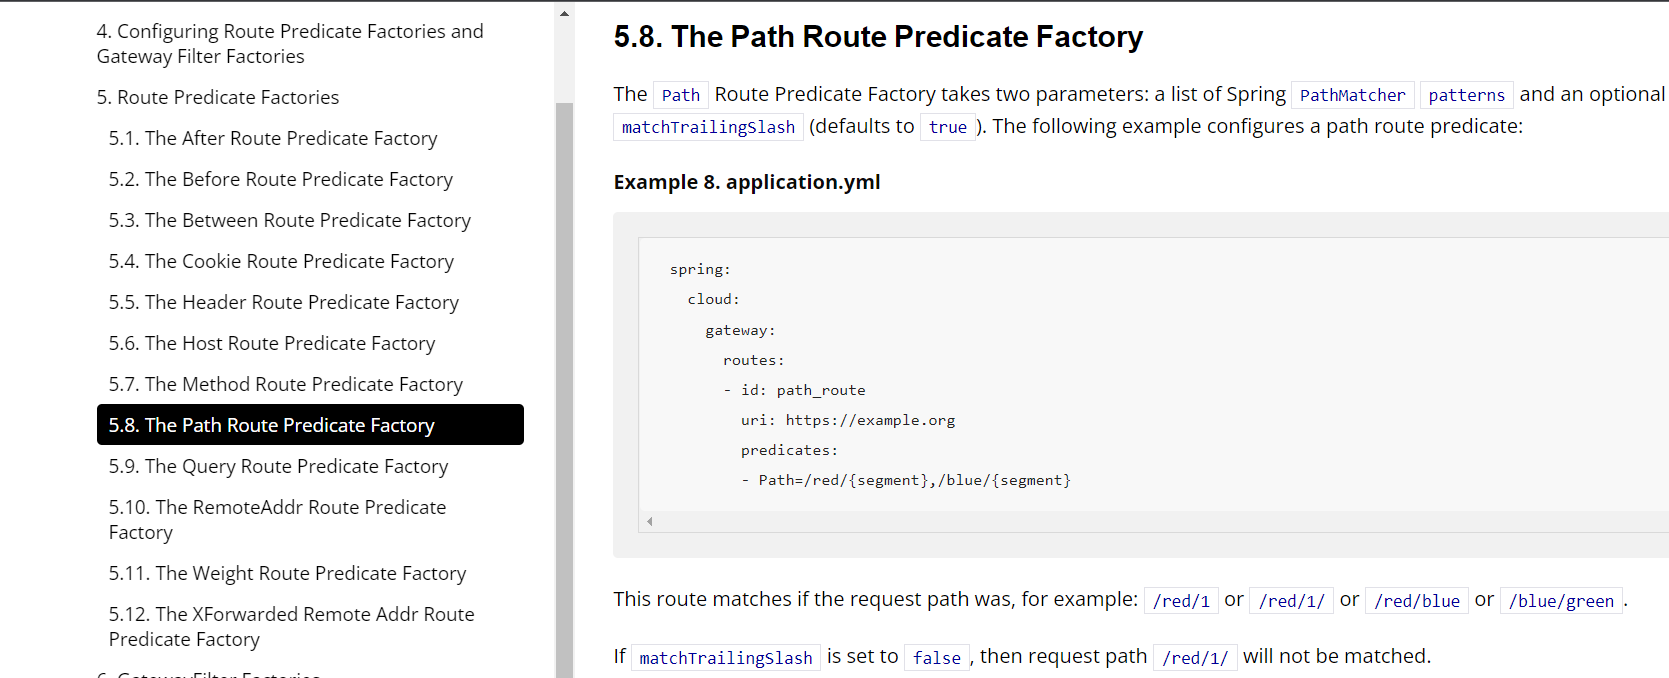 4. Configuring Route Predicate Factories and
Gateway Filter Factories
5. Route Predicate Factories
5.1. The After Route Predicate Factory
5.2. The Before Route Predicate Factory
5.3. The Between Route Predicate Factory
5.4. The Cookie Route Predicate Factory
5.5. The Header Route Predicate Factory
5.6. The Host Route Predicate Factory
5.7. The Method Route Predicate Factory
5.8. The Path Route Predicate Factory
5.9. The Query Route Predicate Factory
5.10. The RemoteAddr Route Predicate
Factory
5.11. The Weight Route Predicate Factory
5.12. The XForwarded Remote Addr Route
Predicate Factory
6. GatewayFilter Factories
5.8. The Path Route Predicate Factory
The Path Route Predicate Factory takes two parameters: a list of Spring PathMatcher patterns and an optional
matchTrailingSlash (defaults to true ). The following example configures a path route predicate:
Example 8. application.yml
spring:
  cloud:
    gateway:
      routes:
      - id: path_route
        uri: https://example.org
        predicates:
        - Path=/red/{segment},/blue/{segment}
This route matches if the request path was, for example: /red/1 or /red/1/ or /red/blue or /blue/green .
If matchTrailingSlash is set to false , then request path /red/1/ will not be matched.